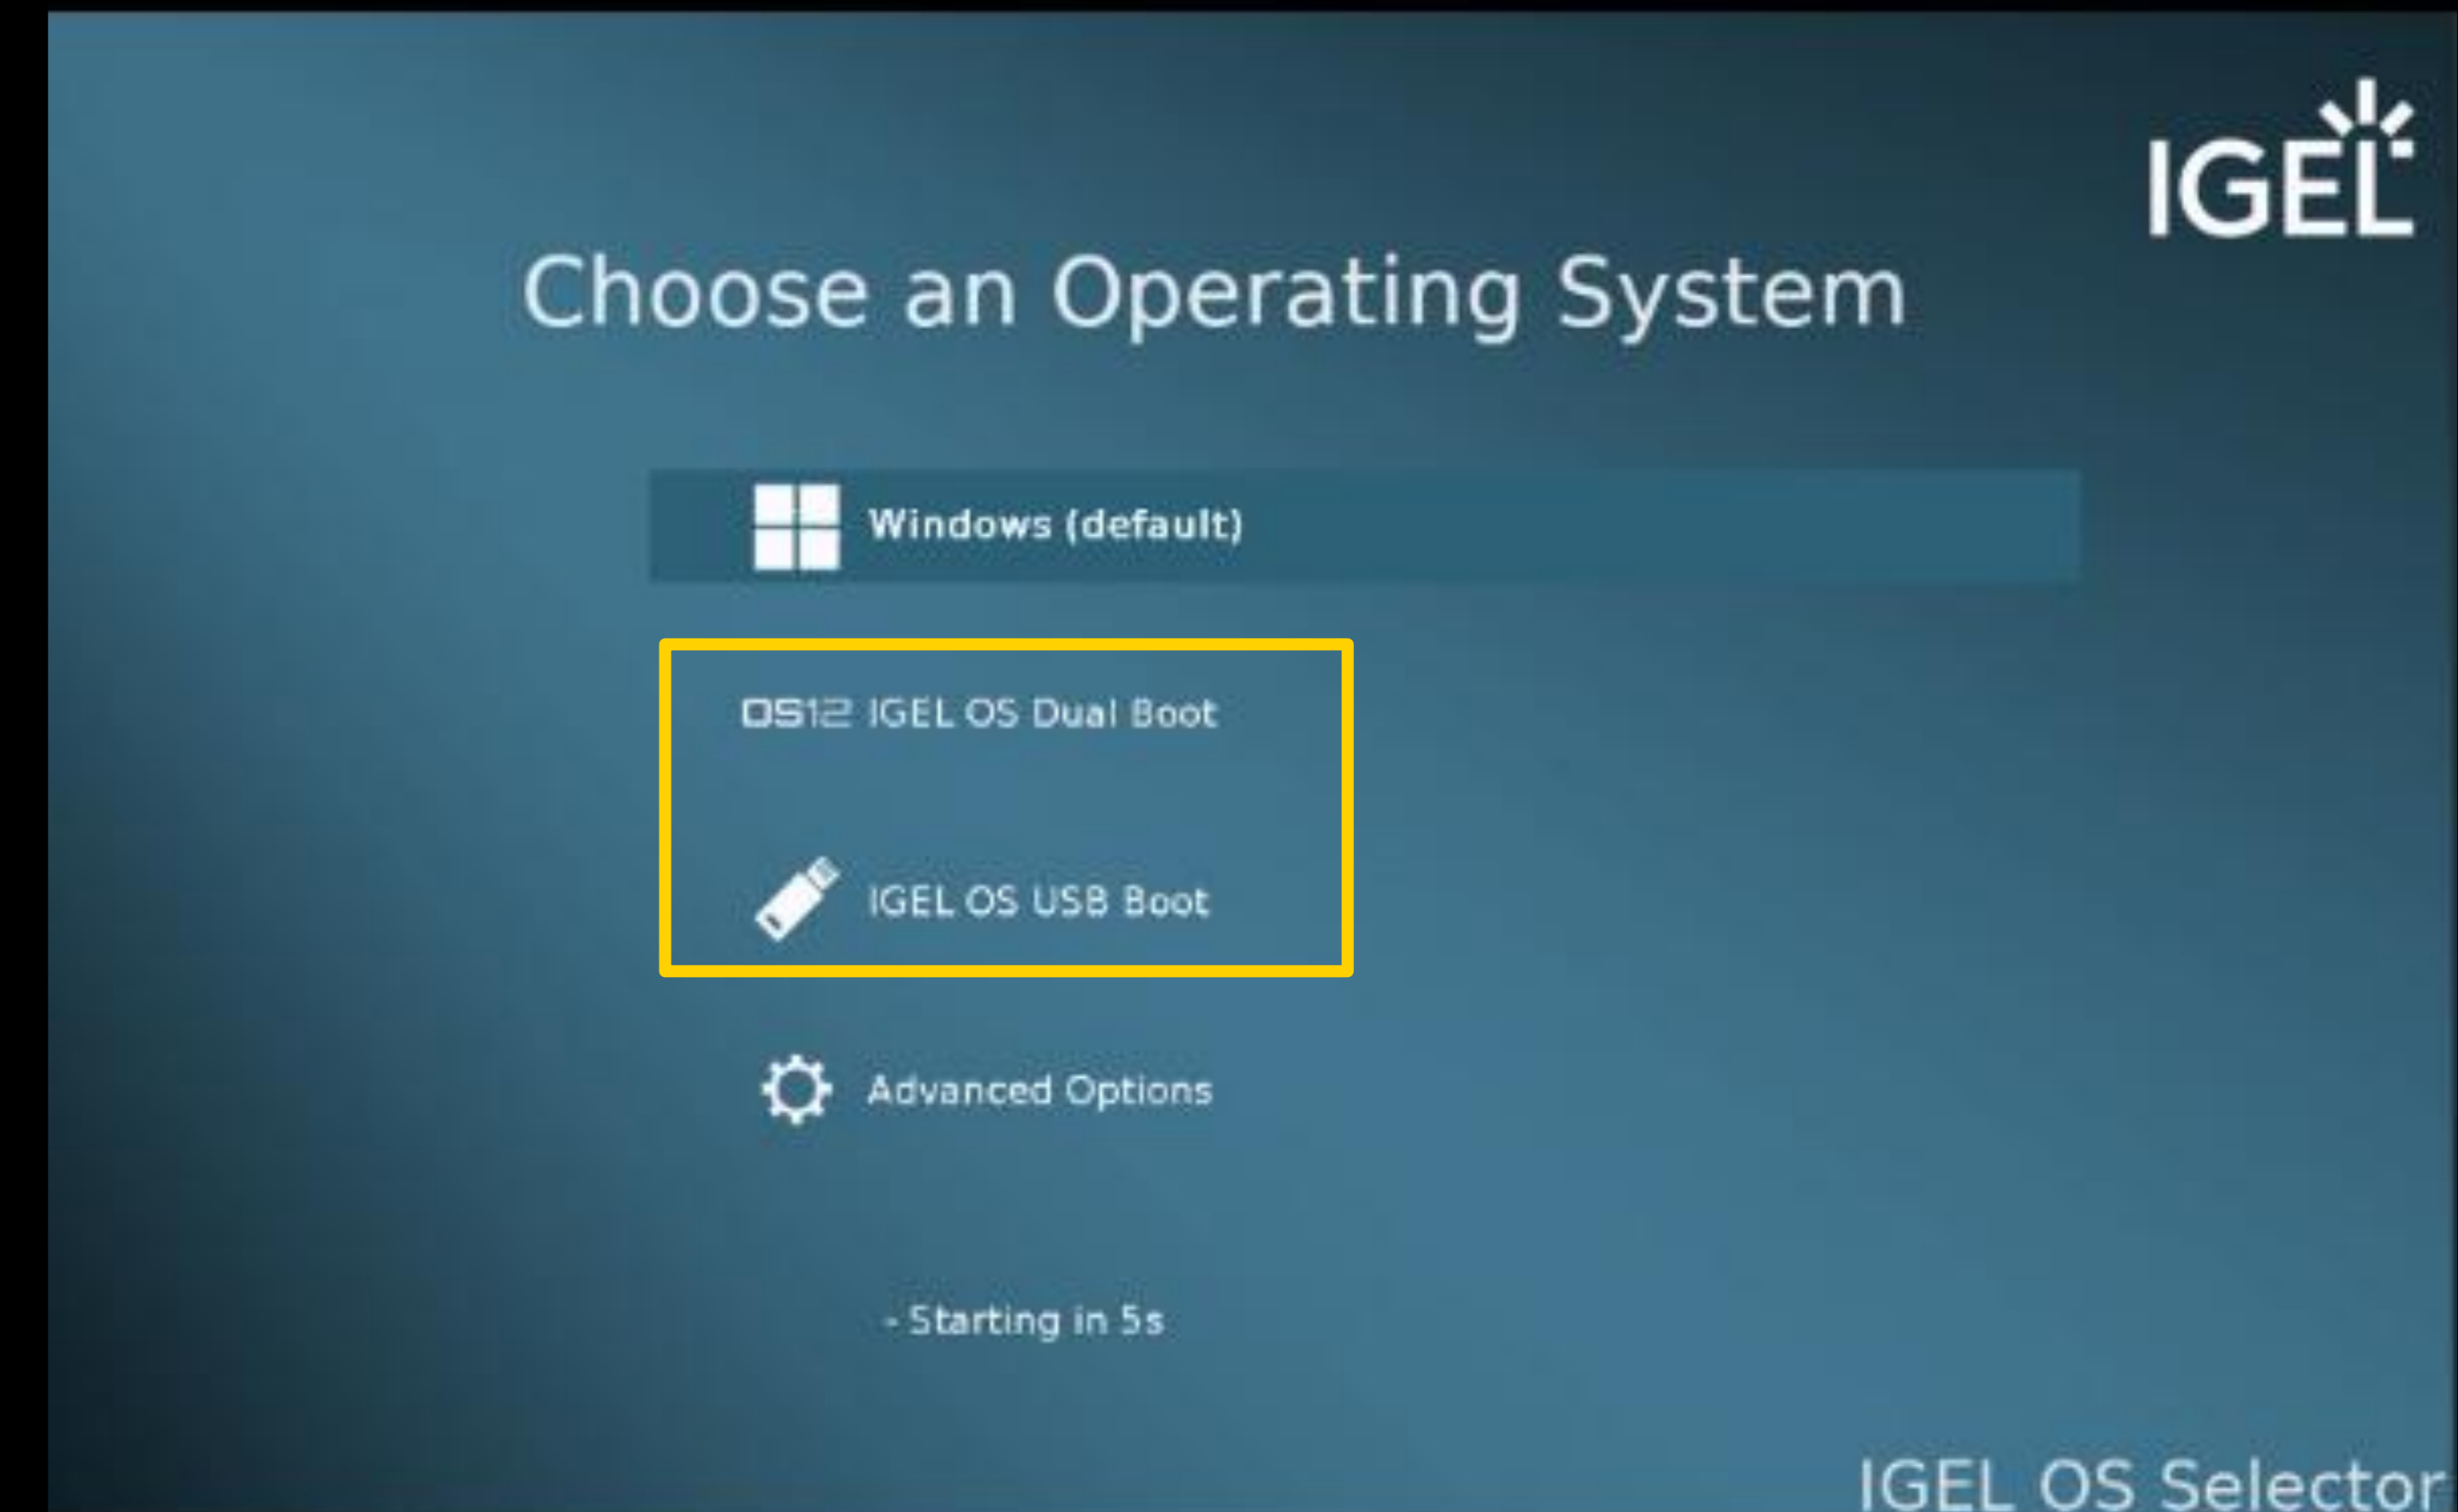 IGEL
Choose an Operating System
Windows (default)
OS12 IGEL OS Dual Boot
IGEL OS USB Boot
Advanced Options
- Starting in 5s
IGEL OS Selector